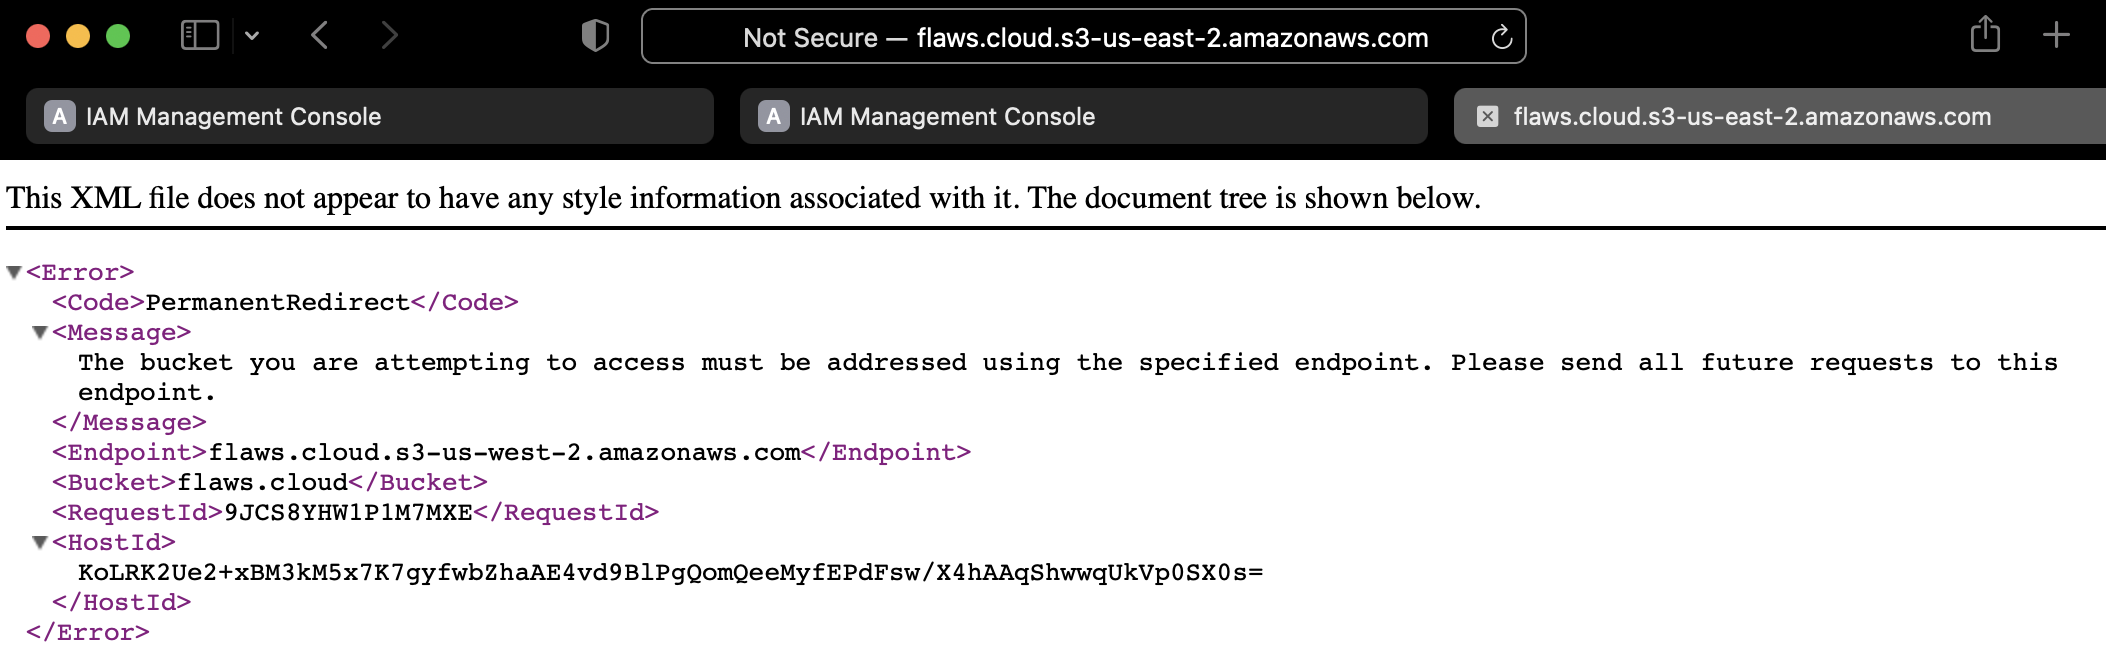 Not Secure — flaws.cloud.s3-us-east-2.amazonaws.com
A IAM Management Console
A IAM Management Console
flaws.cloud.s3-us-east-2.amazonaws.com
This XML file does not appear to have any style information associated with it. The document tree is shown below.
<Error>
<Code>PermanentRedirect</Code>
<Message>
The bucket you are attempting to access must be addressed using the specified endpoint. Please send all future requests to this
endpoint.
</Message>
<Endpoint>flaws.cloud.s3-us-west-2.amazonaws.com</Endpoint>
<Bucket>flaws.cloud</Bucket>
<RequestId>9JCS8YHW1P1M7MXE</RequestId>
<HostId>
KoLRK2Ue2+xBM3kM5x7K7gyfwbZhaAE4vd9BlPgQomQeeMyfEPdFsw/X4hAAqShwwqUkVp0SX0s=
</HostId>
</Error>